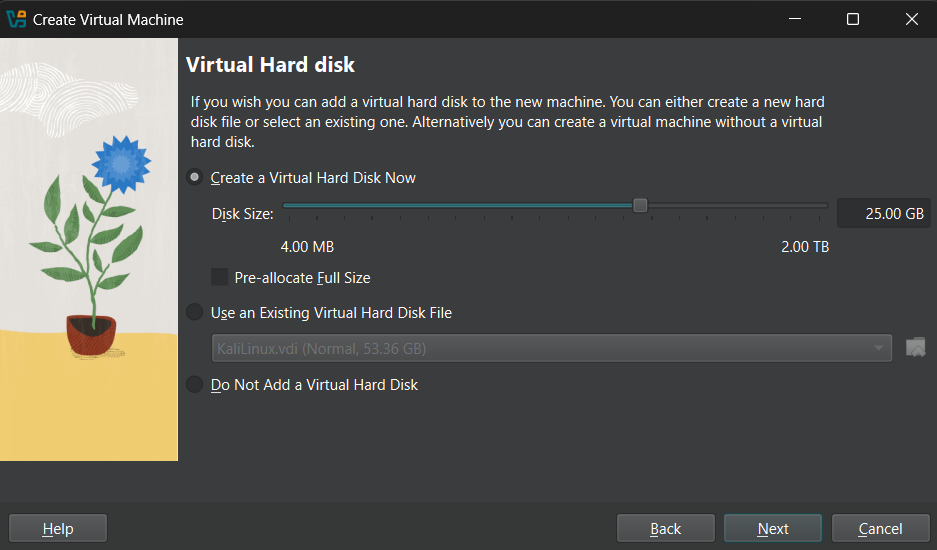 Create Virtual Machine
Virtual Hard disk
If you wish you can add a virtual hard disk to the new machine. You can either create a new hard
disk file or select an existing one. Alternatively you can create a virtual machine without a virtual
hard disk.
Create a Virtual Hard Disk Now
Disk Size:
25.00 GB
4.00 MB
2.00 TB
Pre-allocate Full Size
Use an Existing Virtual Hard Disk File
KaliLinux.vdi (Normal, 53.36 GB)
Do Not Add a Virtual Hard Disk
Help
Back
Next
Cancel